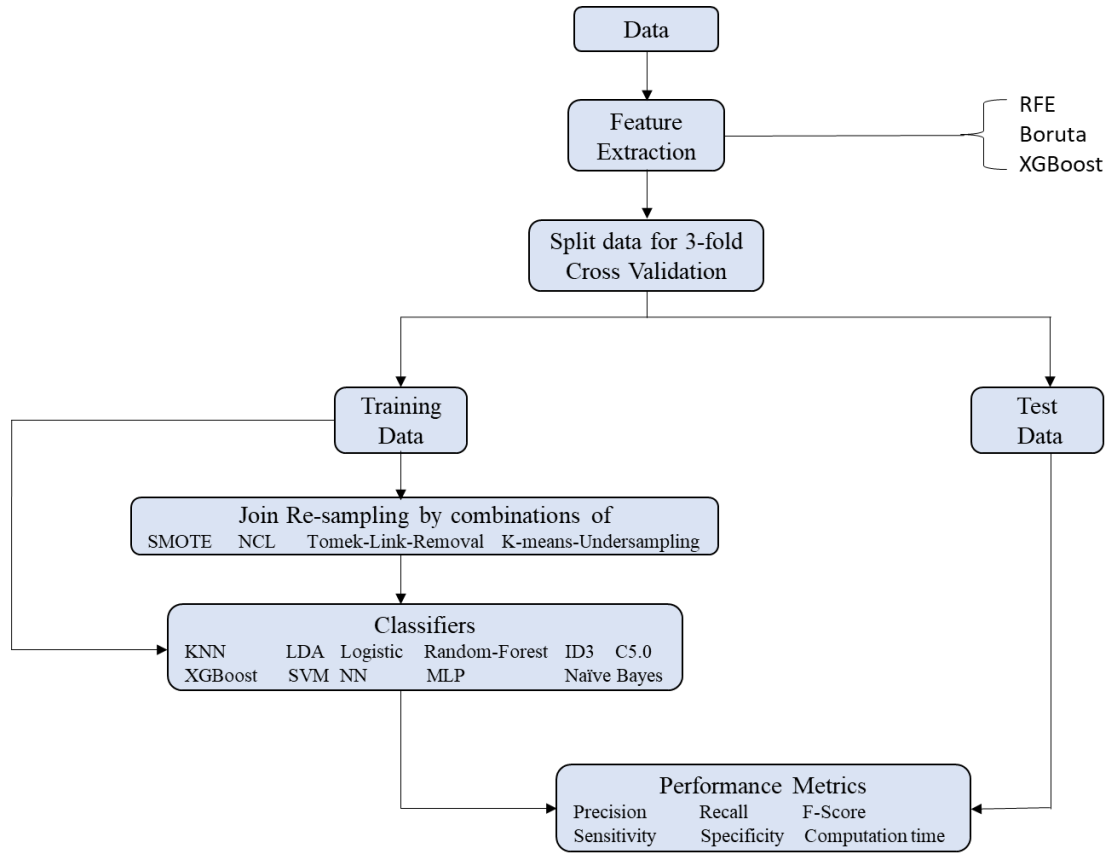 Data
Feature
Extraction
RFE
Boruta
XGBoost
Split data for 3-fold
Cross Validation
Training
Data
Test
Data
Join Re-sampling by combinations of
SMOTE NCL Tomek-Link-Removal K-means-Undersampling
Classifiers
KNN LDA Logistic Random-Forest ID3 C5.0
XGBoost SVM NN MLP Naïve Bayes
Performance Metrics
Precision Recall F-Score
Sensitivity Specificity Computation time